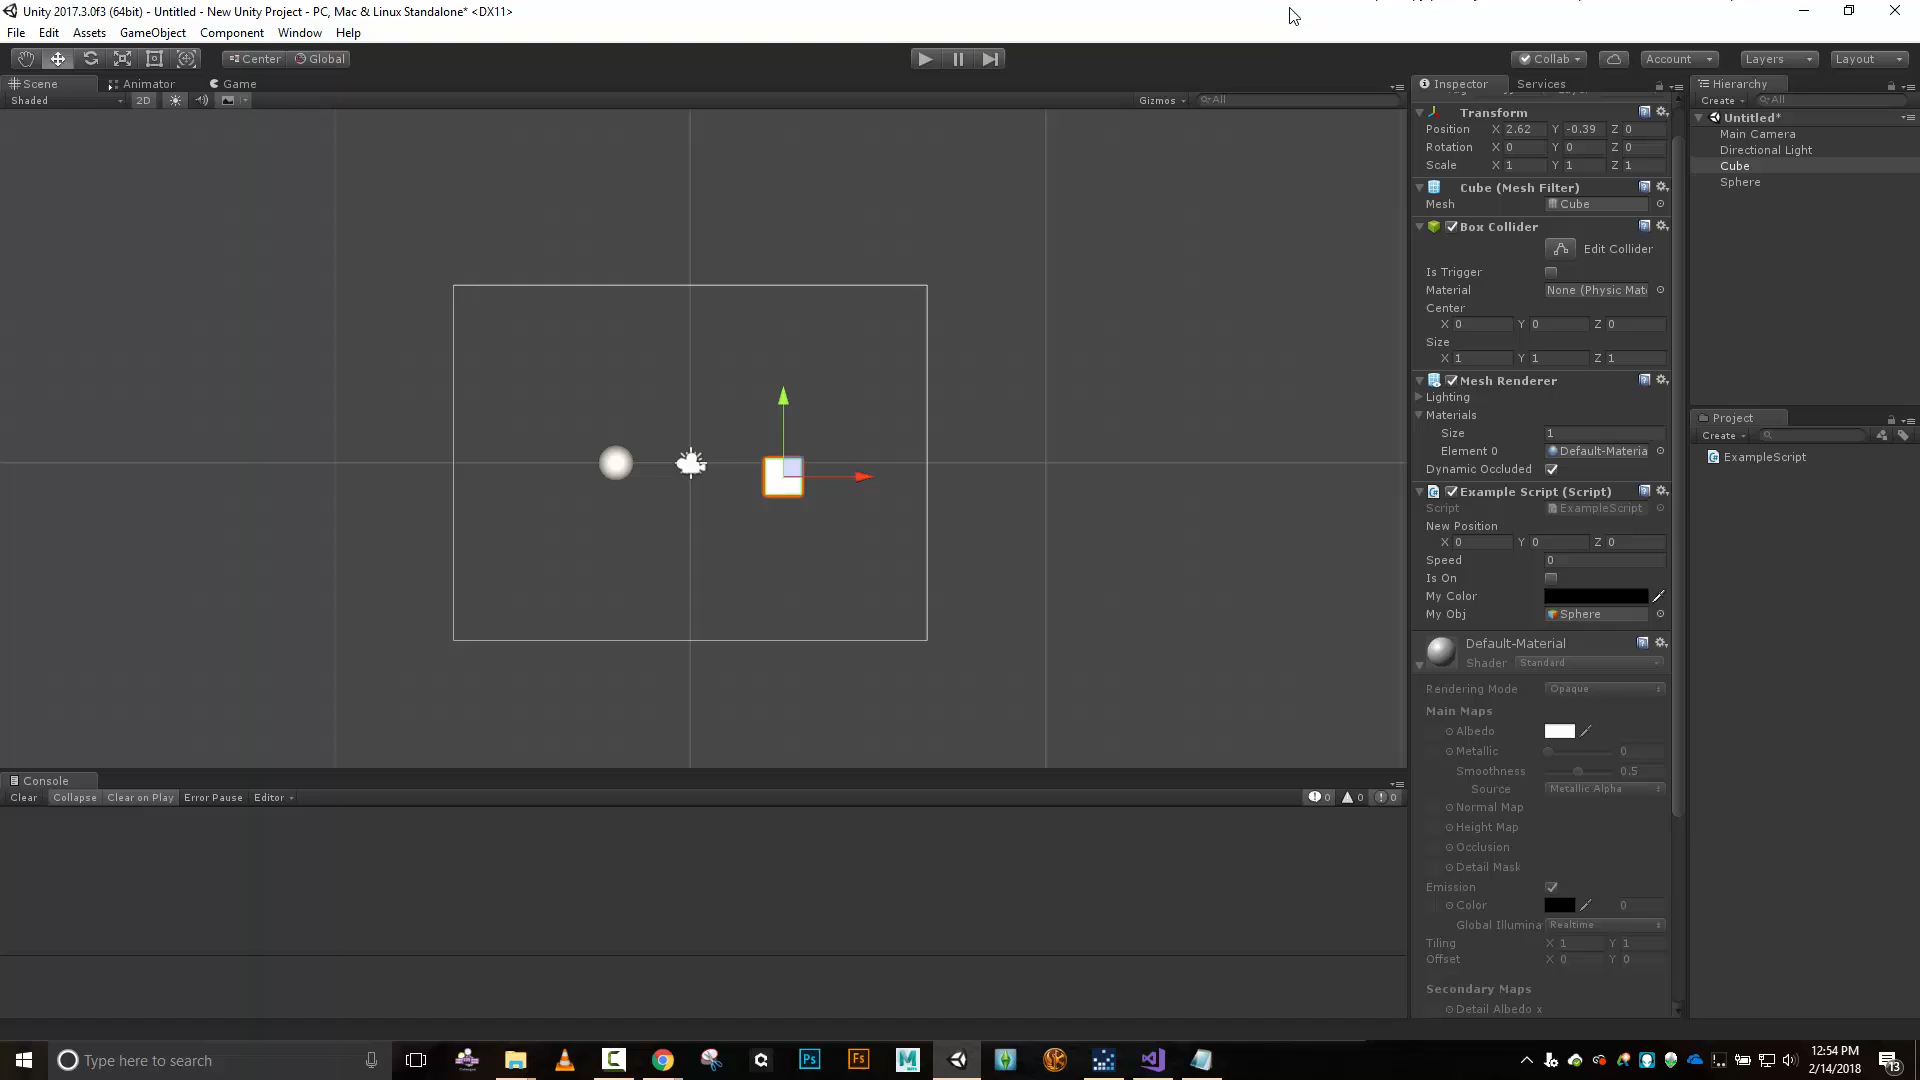 Unity 2017.3.0f3 (64bit) - Untitled - New Unity Project - PC, Mac & Linux Standalone* <DX11>
File Edit Assets GameObject Component Window Help
Center Global Collab Account Layers Layout
Scene Animator Game
Shaded 2D Gizmos All
Inspector Services
Transform
Position X 2.62 Y -0.39 Z 0
Rotation X 0 Y 0 Z 0
Scale X 1 Y 1 Z 1
Cube (Mesh Filter)
Mesh Cube
Box Collider
Edit Collider
Is Trigger
Material None (Physic Mat
Center
X 0 Y 0 Z 0
Size
X 1 Y 1 Z 1
Mesh Renderer
Lighting
Materials
Size 1
Element 0 Default-Materia
Dynamic Occluded
Example Script (Script)
Script ExampleScript
New Position
X 0 Y 0 Z 0
Speed 0
Is On
My Color
My Obj Sphere
Default-Material
Shader Standard
Rendering Mode Opaque
Main Maps
Albedo
Metallic 0
Smoothness 0.5
Source Metallic Alpha
Normal Map
Height Map
Occlusion
Detail Mask
Emission
Color 0
Global Illumina Realtime
Tiling X 1 Y 1
Offset X 0 Y 0
Secondary Maps
Detail Albedo x
Hierarchy
Create All
Untitled*
Main Camera
Directional Light
Cube
Sphere
Project
Create
ExampleScript
Console
Clear Collapse Clear on Play Error Pause Editor 0 0 0
Type here to search
Ps Fs M
12:54 PM
2/14/2018
13